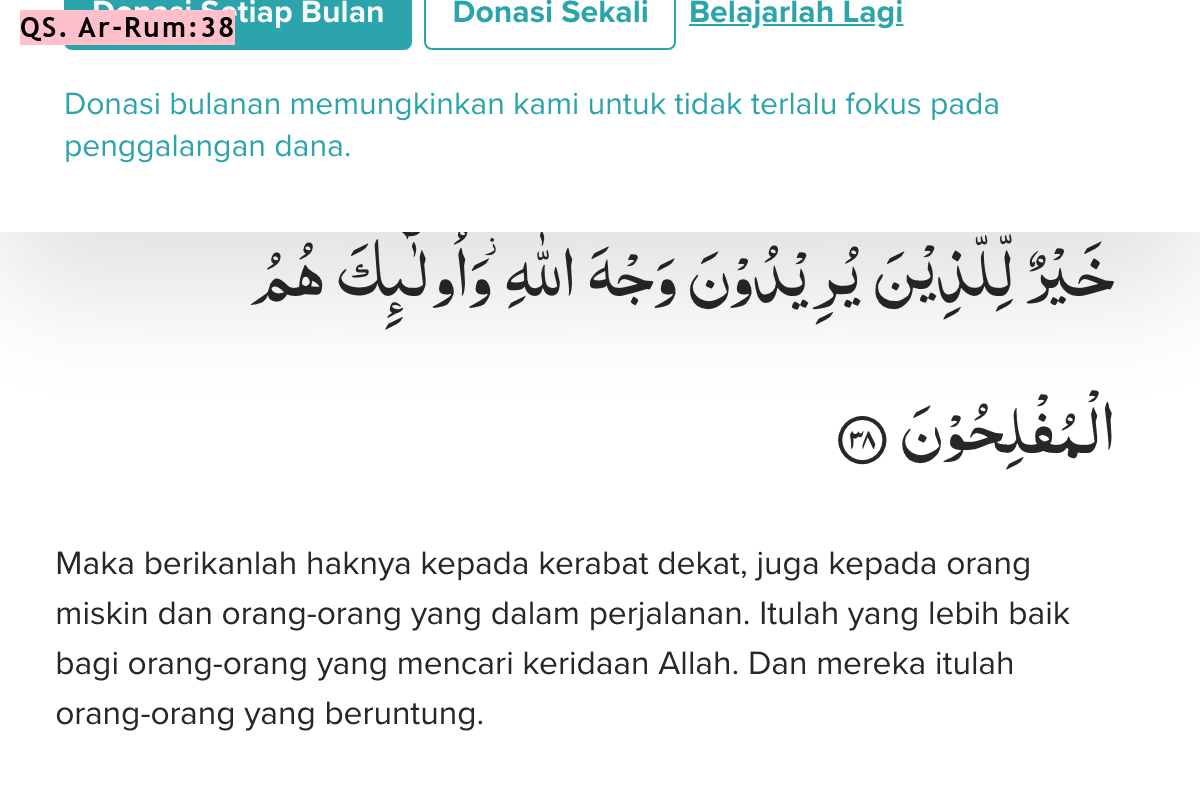 QS. Ar-Rum:38
Setiap Bulan
Donasi Sekali
Belajarlah Lagi
Donasi bulanan memungkinkan kami untuk tidak terlalu fokus pada
penggalangan dana.
خَيْرٌ لِّلَّذِيْنَ يُرِيْدُوْنَ وَجْهَ اللّٰهِ ۖوَاُولٰۤىِٕكَ هُمُ
الْمُفْلِحُوْنَ ٣٨
Maka berikanlah haknya kepada kerabat dekat, juga kepada orang
miskin dan orang-orang yang dalam perjalanan. Itulah yang lebih baik
bagi orang-orang yang mencari keridaan Allah. Dan mereka itulah
orang-orang yang beruntung.